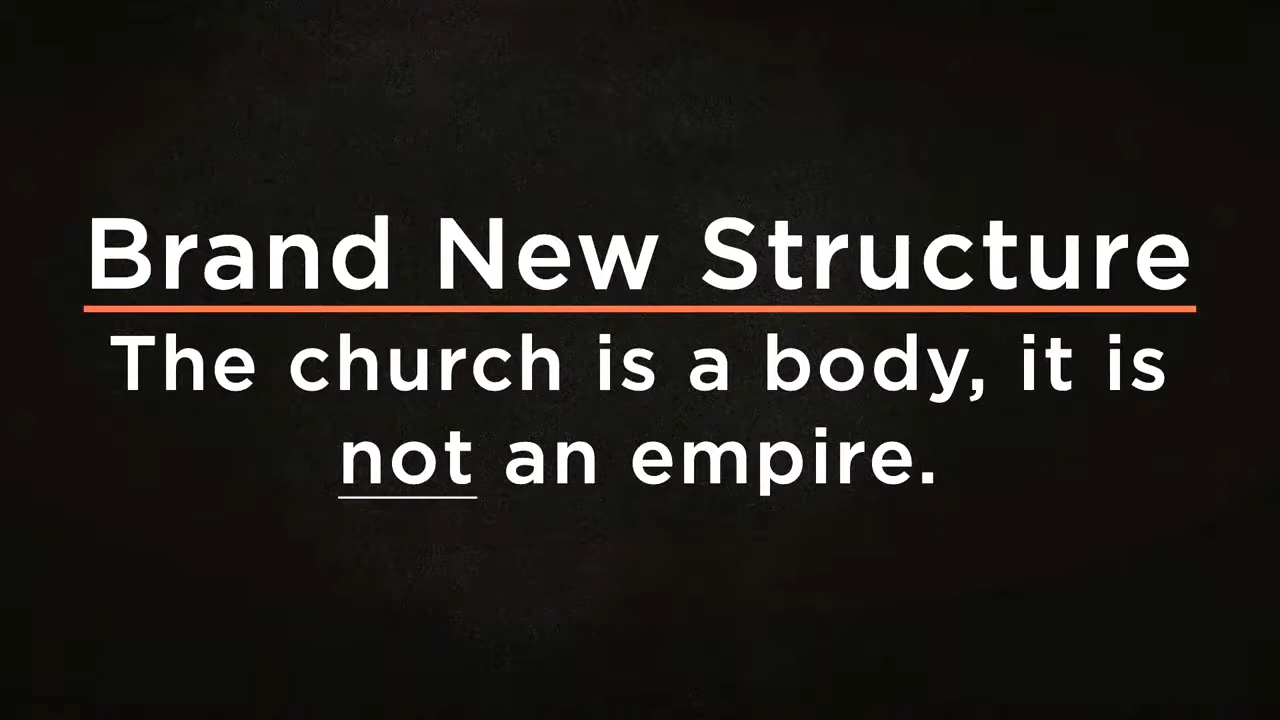 Brand New Structure
The church is a body, it is
not an empire.